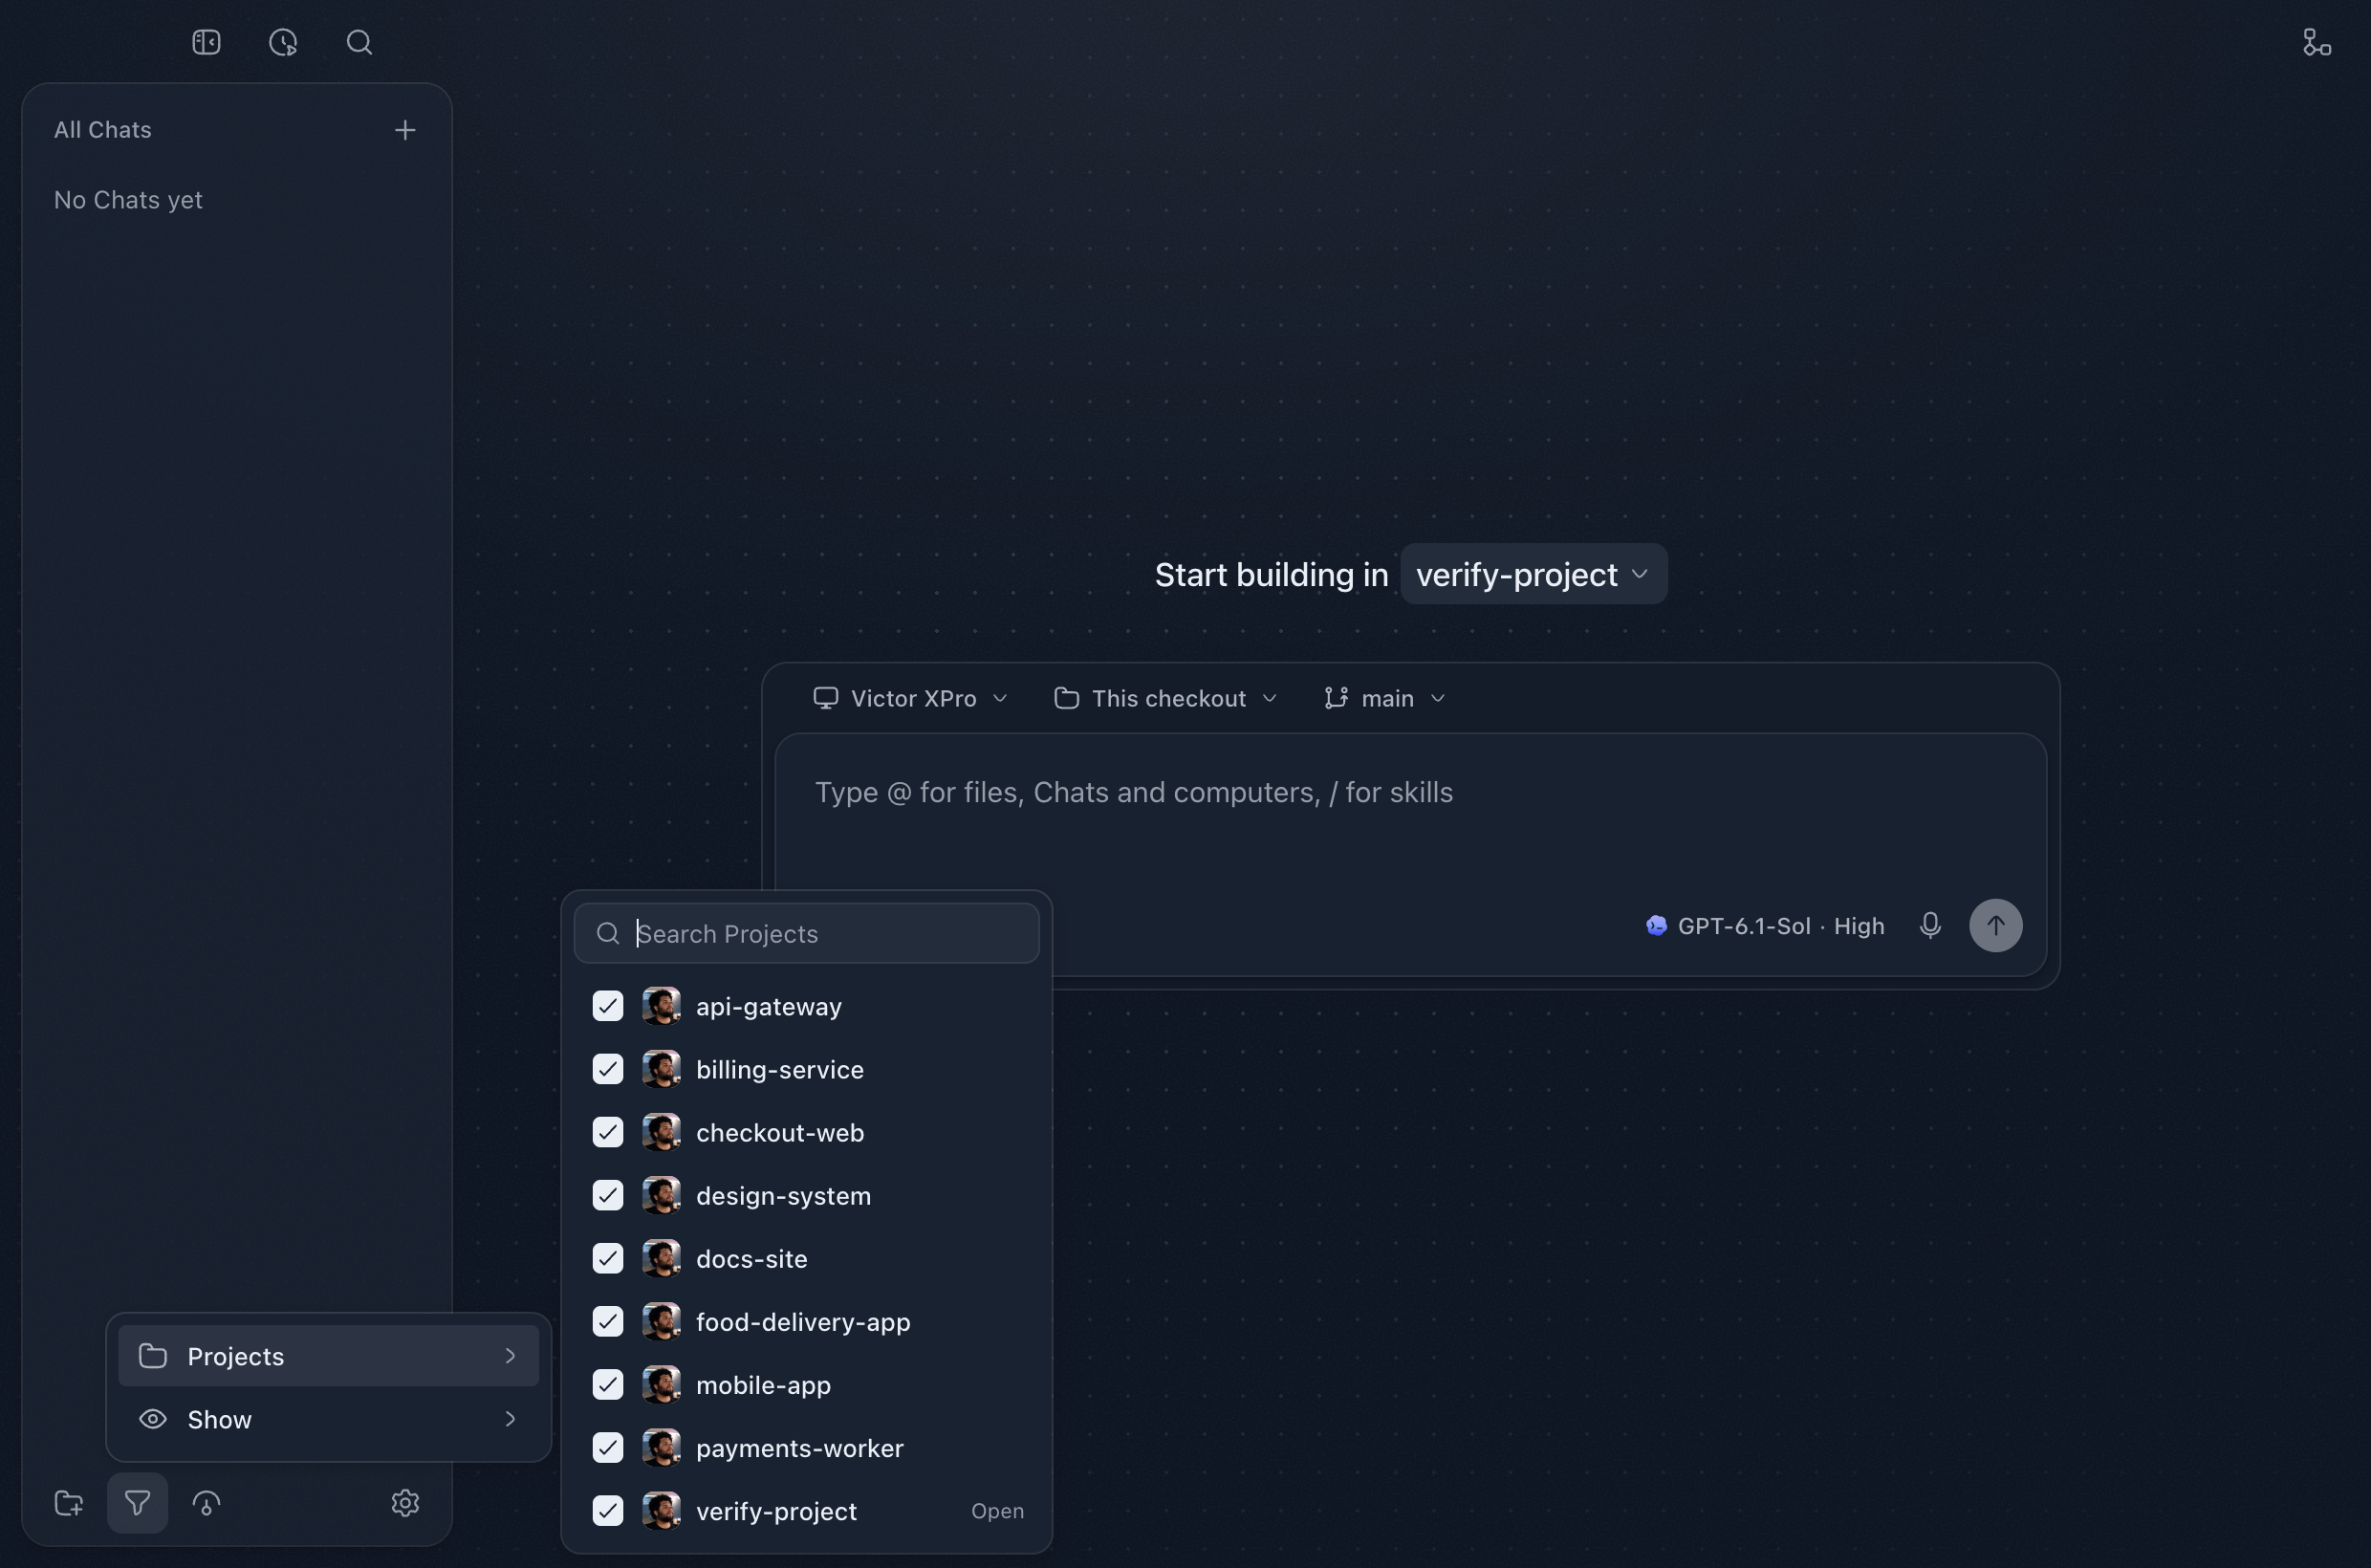 All Chats
No Chats yet
Start building in verify-project
Victor XPro This checkout main
Type @ for files, Chats and computers, / for skills
GPT-6.1-Sol · High
Search Projects
api-gateway
billing-service
checkout-web
design-system
docs-site
food-delivery-app
mobile-app
payments-worker
verify-project Open
Projects
Show